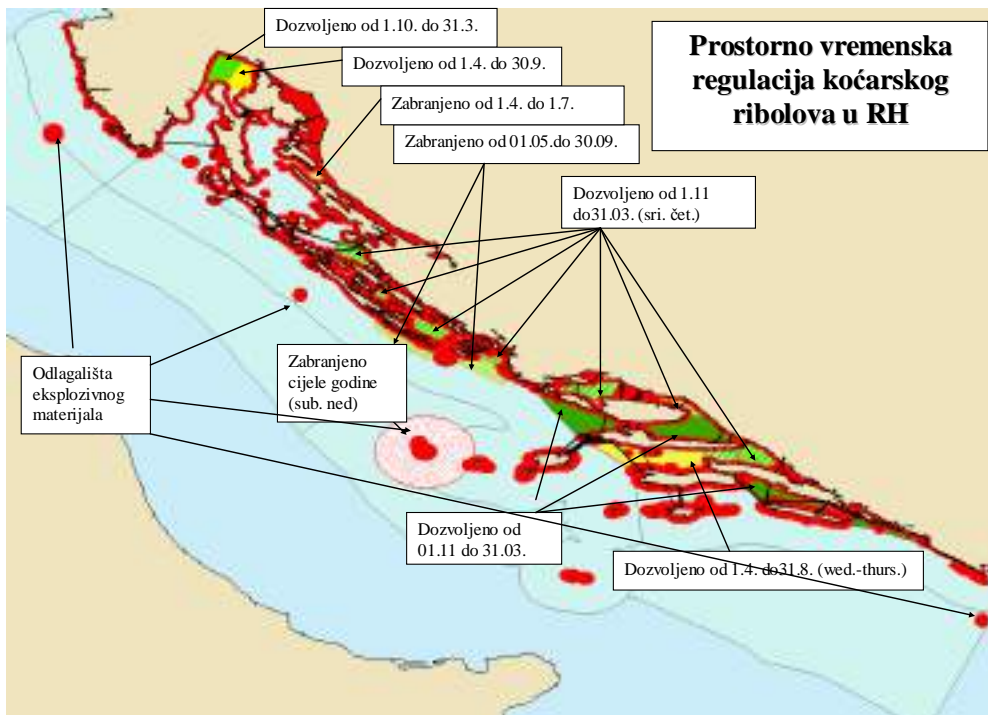 Prostorno vremenska
regulacija koćarskog
ribolova u RH
Dozvoljeno od 1.10. do 31.3.
Dozvoljeno od 1.4. do 30.9.
Zabranjeno od 1.4. do 1.7.
Zabranjeno od 01.05.do 30.09.
Dozvoljeno od 1.11
do31.03. (sri. čet.)
Odlagališta
eksplozivnog
materijala
Zabranjeno
cijele godine
(sub. ned)
Dozvoljeno od
01.11 do 31.03.
Dozvoljeno od 1.4. do31.8. (wed.-thurs.)